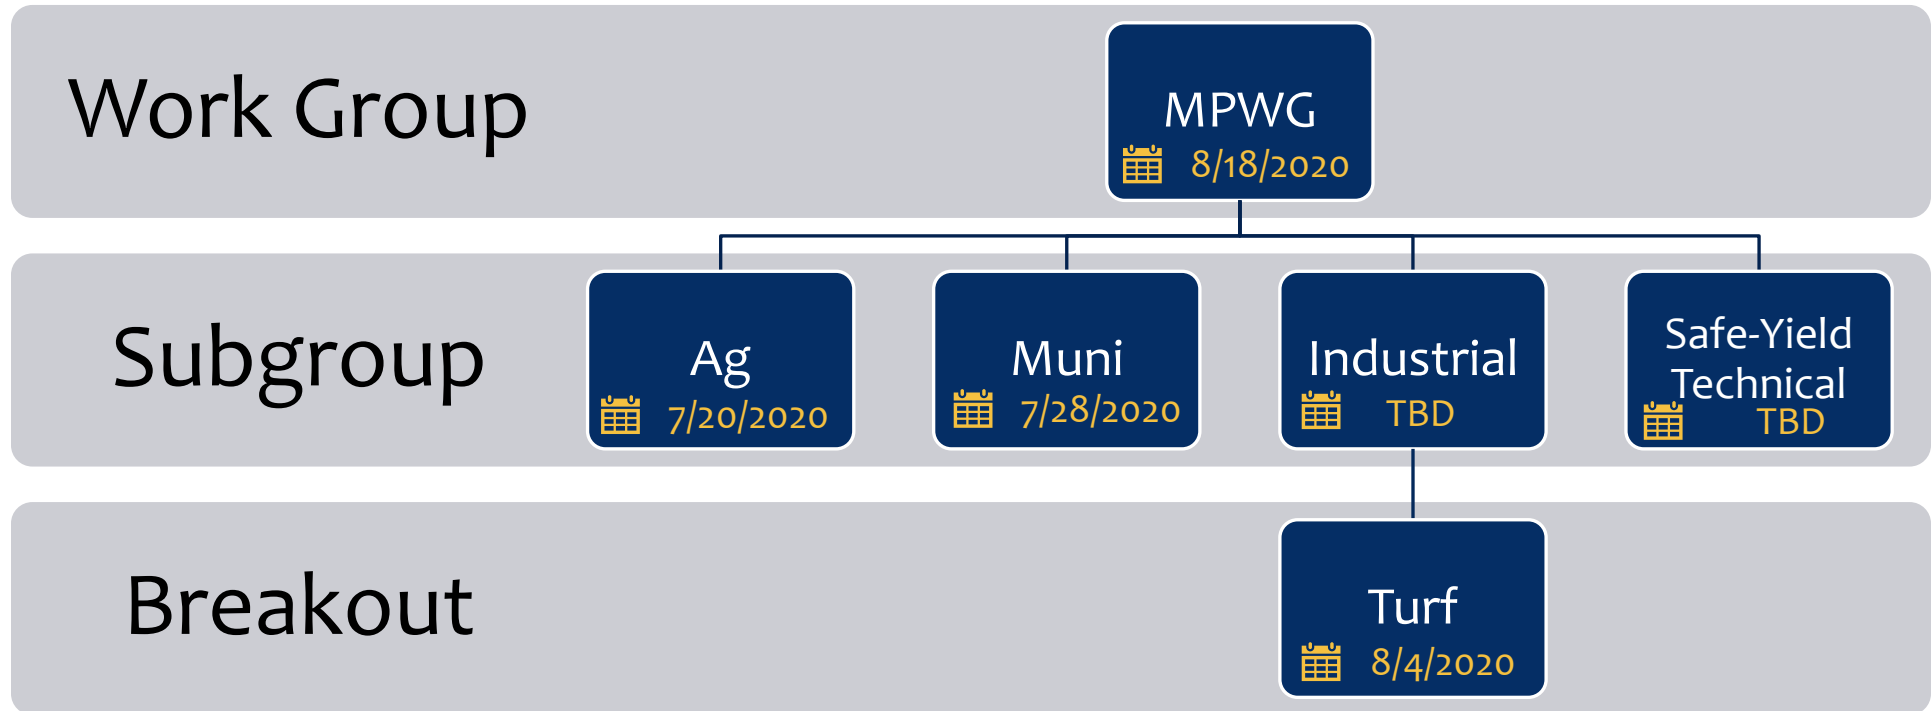 Work Group
MPWG
8/18/2020
Subgroup
Ag
7/20/2020
Muni
7/28/2020
Industrial
TBD
Safe-Yield
Technical
TBD
Breakout
Turf
8/4/2020